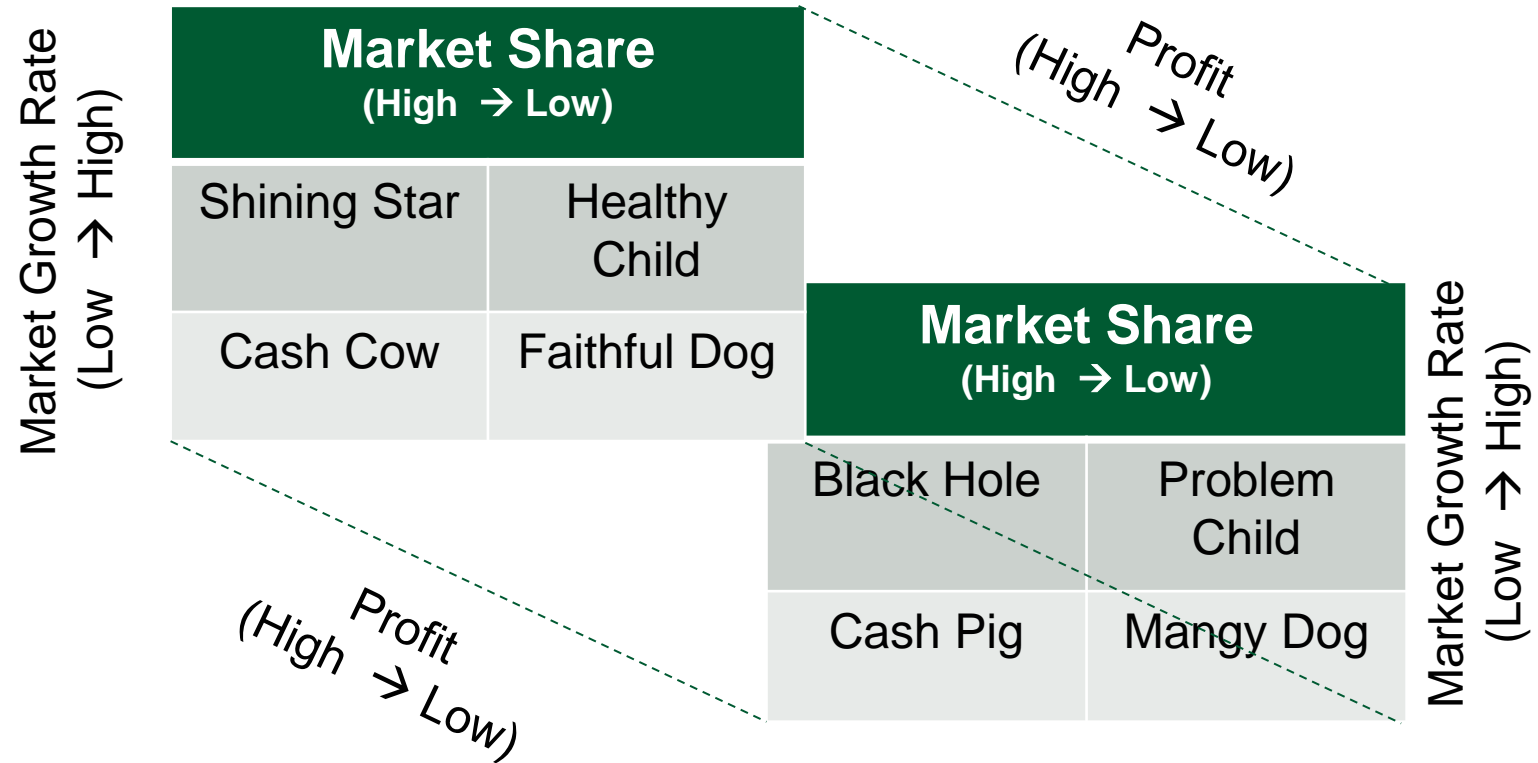 Market Growth Rate
(Low → High)
Market Share
(High → Low)
Shining Star
Healthy
Child
Cash Cow
Faithful Dog
Profit
(High → Low)
Market Share
(High → Low)
Black Hole
Problem
Child
Cash Pig
Mangy Dog
Market Growth Rate
(Low → High)
Profit
(High → Low)